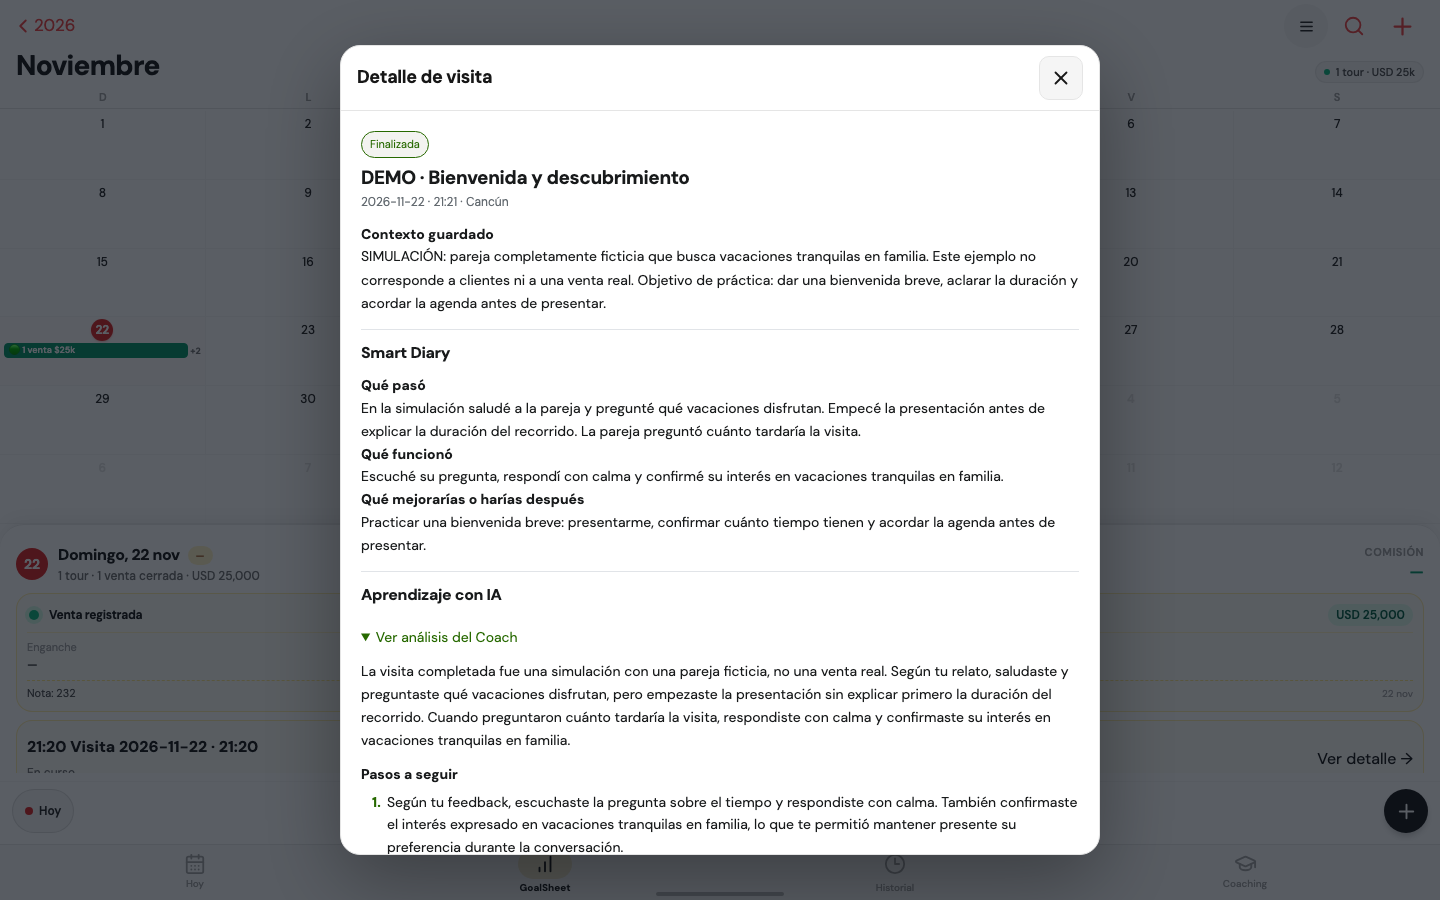 2026
Noviembre
1 tour · USD 25k
D L V S
1 2 6 7
8 9 13 14
15 16 20 21
22 23 27 28
1 venta $25k +2
29 30 4 5
6 7 11 12
Detalle de visita
Finalizada
DEMO · Bienvenida y descubrimiento
2026-11-22 · 21:21 · Cancún
Contexto guardado
SIMULACIÓN: pareja completamente ficticia que busca vacaciones tranquilas en familia. Este ejemplo no
corresponde a clientes ni a una venta real. Objetivo de práctica: dar una bienvenida breve, aclarar la duración y
acordar la agenda antes de presentar.
Smart Diary
Qué pasó
En la simulación saludé a la pareja y pregunté qué vacaciones disfrutan. Empecé la presentación antes de
explicar la duración del recorrido. La pareja preguntó cuánto tardaría la visita.
Qué funcionó
Escuché su pregunta, respondí con calma y confirmé su interés en vacaciones tranquilas en familia.
Qué mejorarías o harías después
Practicar una bienvenida breve: presentarme, confirmar cuánto tiempo tienen y acordar la agenda antes de
presentar.
Aprendizaje con IA
▼ Ver análisis del Coach
La visita completada fue una simulación con una pareja ficticia, no una venta real. Según tu relato, saludaste y
preguntaste qué vacaciones disfrutan, pero empezaste la presentación sin explicar primero la duración del
recorrido. Cuando preguntaron cuánto tardaría la visita, respondiste con calma y confirmaste su interés en
vacaciones tranquilas en familia.
Pasos a seguir
1. Según tu feedback, escuchaste la pregunta sobre el tiempo y respondiste con calma. También confirmaste
el interés expresado en vacaciones tranquilas en familia, lo que te permitió mantener presente su
preferencia durante la conversación.
22 Domingo, 22 nov –
1 tour · 1 venta cerrada · USD 25,000
COMISIÓN
—
Venta registrada
USD 25,000
Enganche
—
Nota: 232
22 nov
21:20 Visita 2026-11-22 · 21:20
En curso
Ver detalle →
Hoy
Hoy
GoalSheet
Historial
Coaching